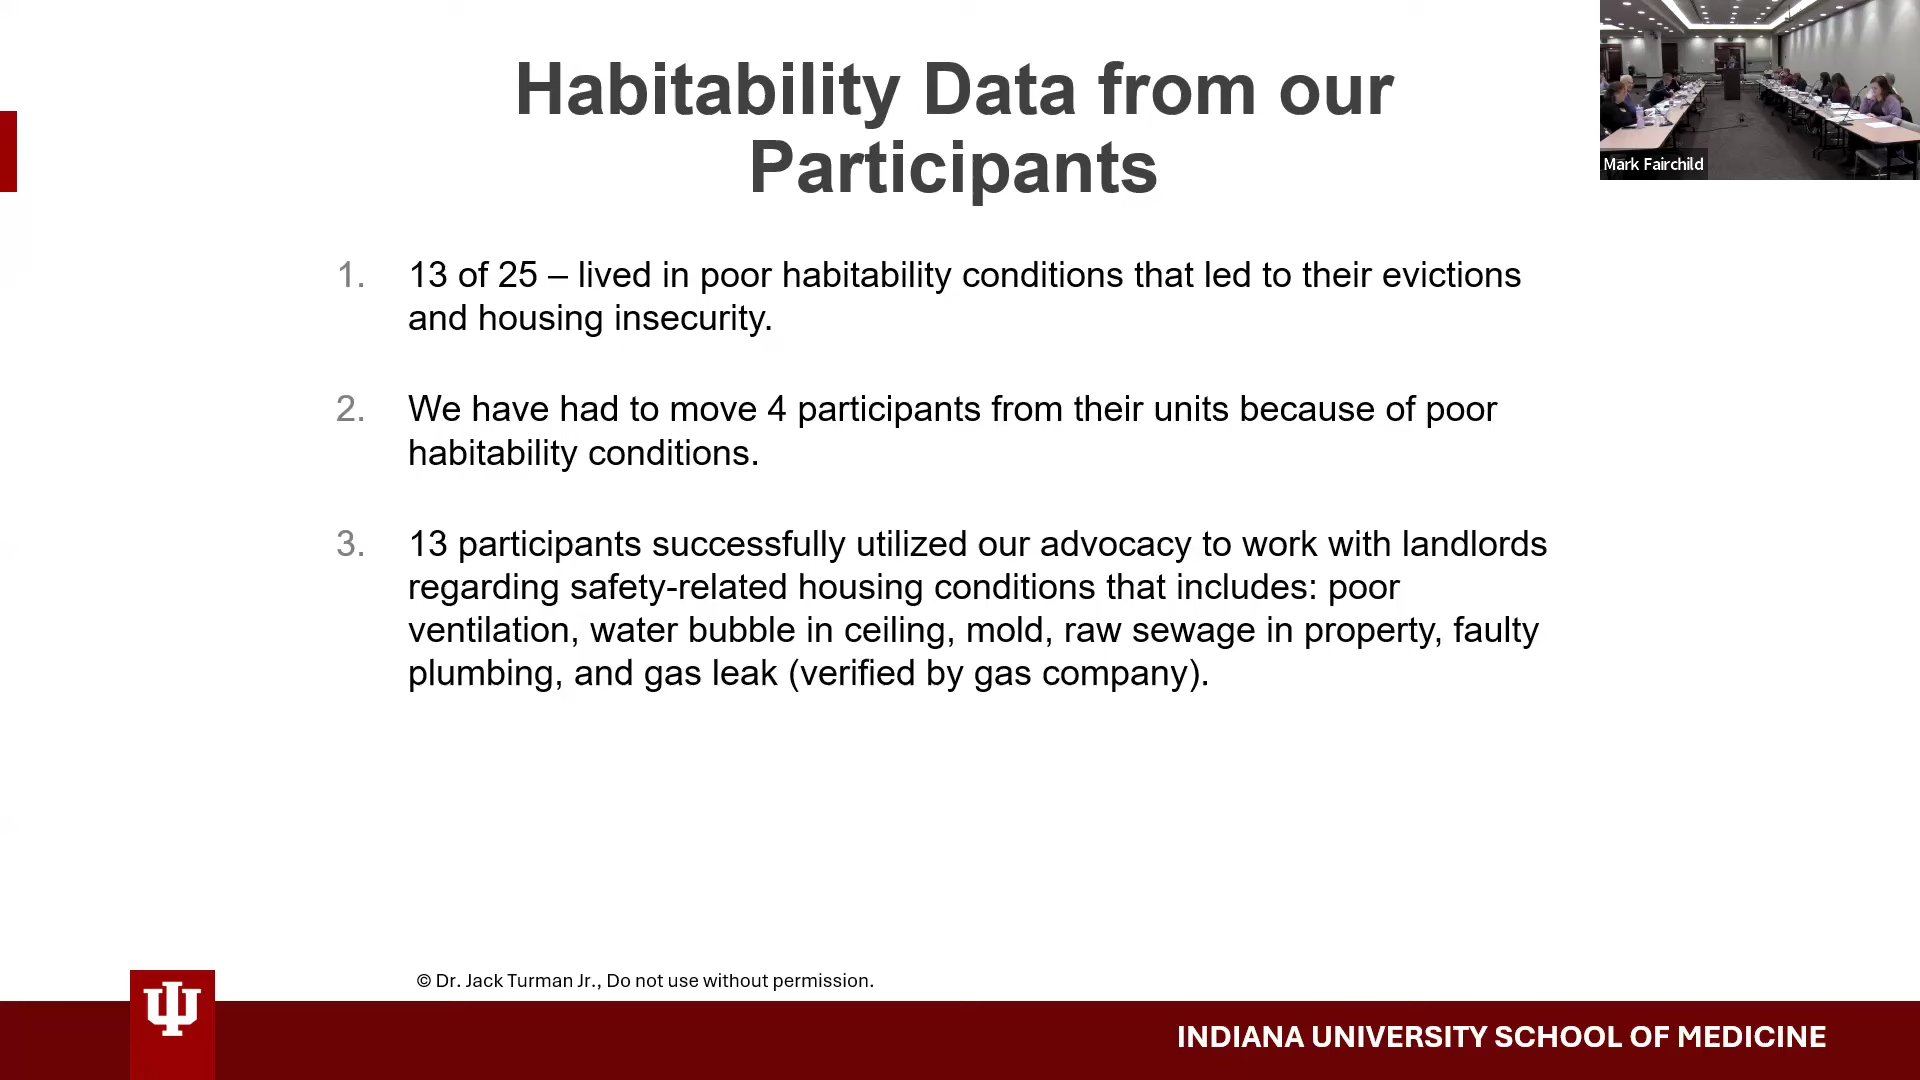 Habitability Data from our
Participants
Mark Fairchild
1. 13 of 25 – lived in poor habitability conditions that led to their evictions
and housing insecurity.
2. We have had to move 4 participants from their units because of poor
habitability conditions.
3. 13 participants successfully utilized our advocacy to work with landlords
regarding safety-related housing conditions that includes: poor
ventilation, water bubble in ceiling, mold, raw sewage in property, faulty
plumbing, and gas leak (verified by gas company).
© Dr. Jack Turman Jr., Do not use without permission.
INDIANA UNIVERSITY SCHOOL OF MEDICINE